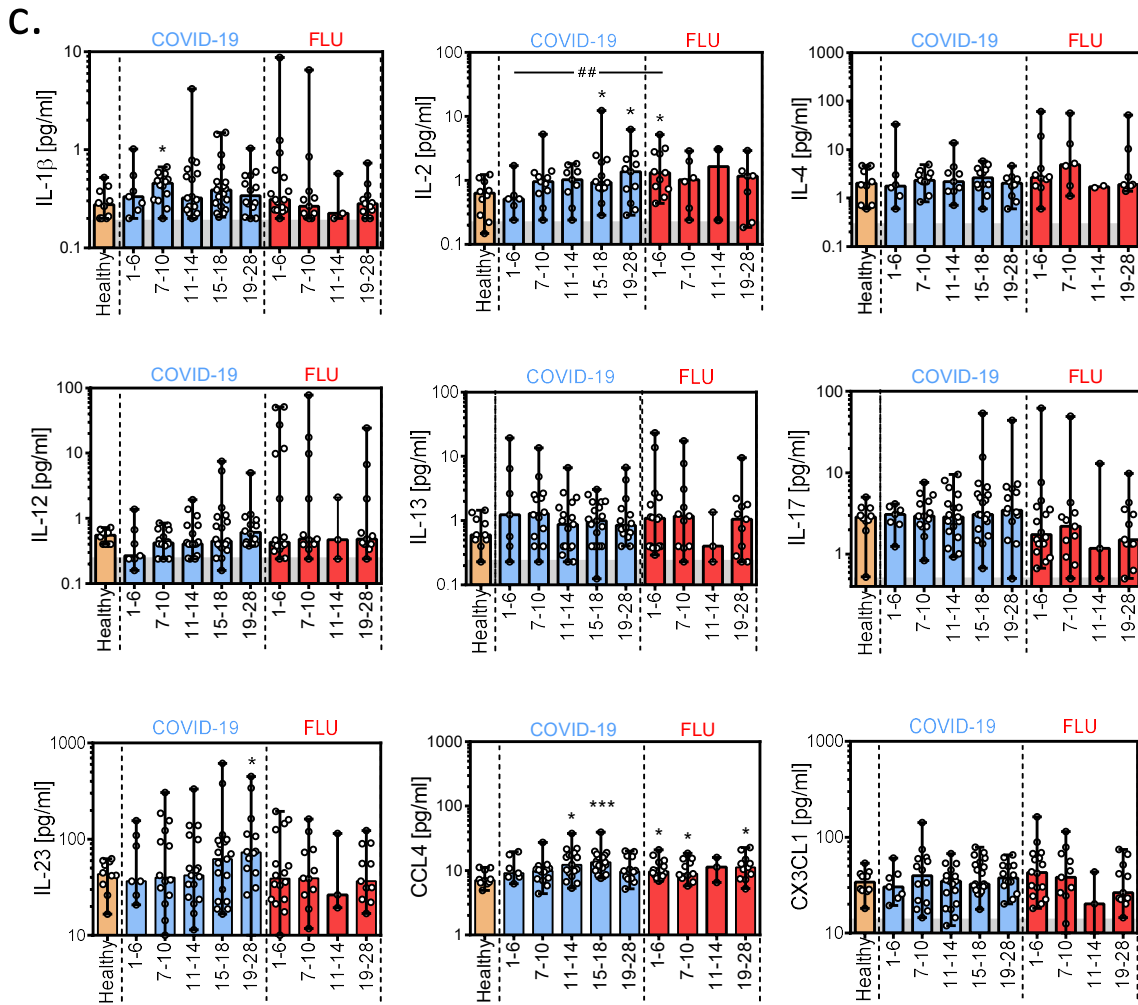 c.
COVID-19 FLU
IL-1β [pg/ml]
10
1
0.1
*
Healthy 1-6 7-10 11-14 15-18 19-28 1-6 7-10 11-14 19-28
COVID-19 FLU
IL-2 [pg/ml]
100
10
1
0.1
##
* * *
Healthy 1-6 7-10 11-14 15-18 19-28 1-6 7-10 11-14 19-28
COVID-19 FLU
IL-4 [pg/ml]
1000
100
10
1
0.1
Healthy 1-6 7-10 11-14 15-18 19-28 1-6 7-10 11-14 19-28
COVID-19 FLU
IL-12 [pg/ml]
100
10
1
0.1
Healthy 1-6 7-10 11-14 15-18 19-28 1-6 7-10 11-14 19-28
COVID-19 FLU
IL-13 [pg/ml]
100
10
1
0.1
Healthy 1-6 7-10 11-14 15-18 19-28 1-6 7-10 11-14 19-28
COVID-19 FLU
IL-17 [pg/ml]
100
10
1
Healthy 1-6 7-10 11-14 15-18 19-28 1-6 7-10 11-14 19-28
COVID-19 FLU
IL-23 [pg/ml]
1000
100
10
*
Healthy 1-6 7-10 11-14 15-18 19-28 1-6 7-10 11-14 19-28
COVID-19 FLU
CCL4 [pg/ml]
1000
100
10
1
* *** * * *
Healthy 1-6 7-10 11-14 15-18 19-28 1-6 7-10 11-14 19-28
COVID-19 FLU
CX3CL1 [pg/ml]
1000
100
10
Healthy 1-6 7-10 11-14 15-18 19-28 1-6 7-10 11-14 19-28